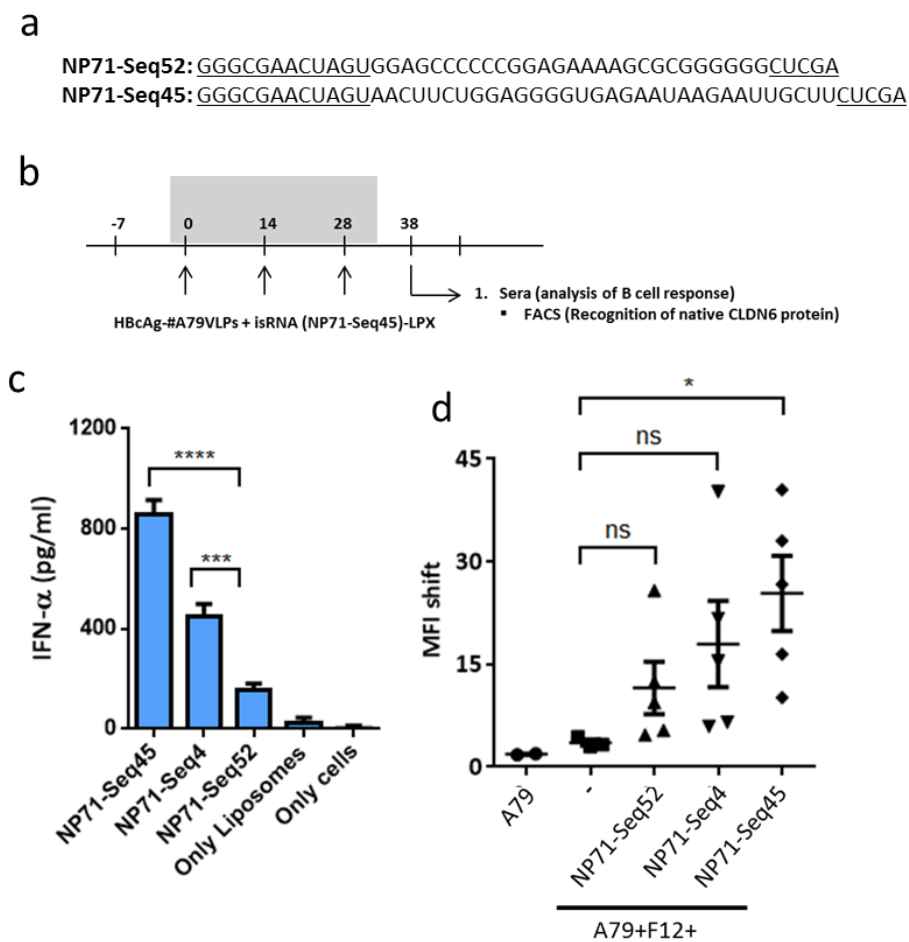 a
NP71-Seq52: GGGCGAACUAGUGGAGCCCCCCGGAGAAAAGCGCGGGGGGCUCGA
NP71-Seq45: GGGCGAACUAGUAACUUCUGGAGGGGUGAGAAUAAGAAUUGCUUCUCGA
b
-7 0 14 28 38
HBcAg-#A79VLPs + isRNA (NP71-Seq45)-LPX
1. Sera (analysis of B cell response)
▪ FACS (Recognition of native CLDN6 protein)
c
IFN-α (pg/ml)
1200
800
400
0
****
***
NP71-Seq45
NP71-Seq4
NP71-Seq52
Only Liposomes
Only cells
d
MFI shift
45
30
15
0
*
ns
ns
A79
-
NP71-Seq52
NP71-Seq4
NP71-Seq45
A79+F12+